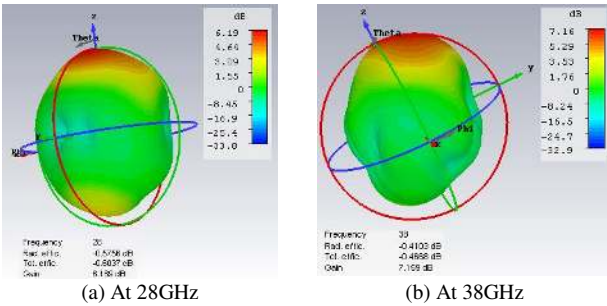 z
Theta
dB
6.19
4.64
3.09
1.55
0
-8.45
-16.9
-25.4
-33.8
Frequency 28
Rad. effic. -0.5756 dB
Tot. effic. -0.6037 dB
Gain 6.189 dB
(a) At 28GHz
z
Theta
y
Phi
x
dB
7.16
5.29
3.53
1.76
0
-8.24
-16.5
-24.7
-32.9
Frequency 38
Rad. effic. -0.4103 dB
Tot. effic. -0.4668 dB
Gain 7.159 dB
(b) At 38GHz